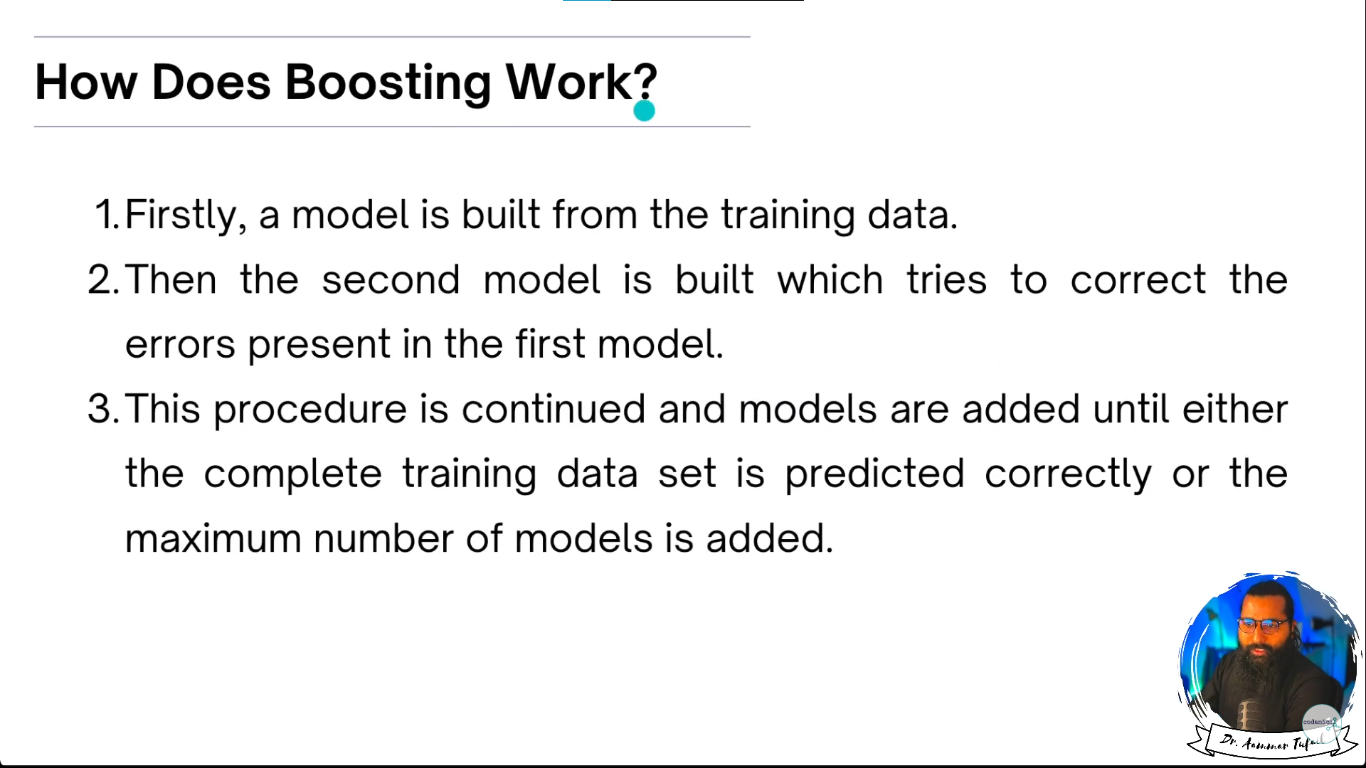 How Does Boosting Work?
1. Firstly, a model is built from the training data.
2. Then the second model is built which tries to correct the
errors present in the first model.
3. This procedure is continued and models are added until either
the complete training data set is predicted correctly or the
maximum number of models is added.
Dr. Aammar Tufail